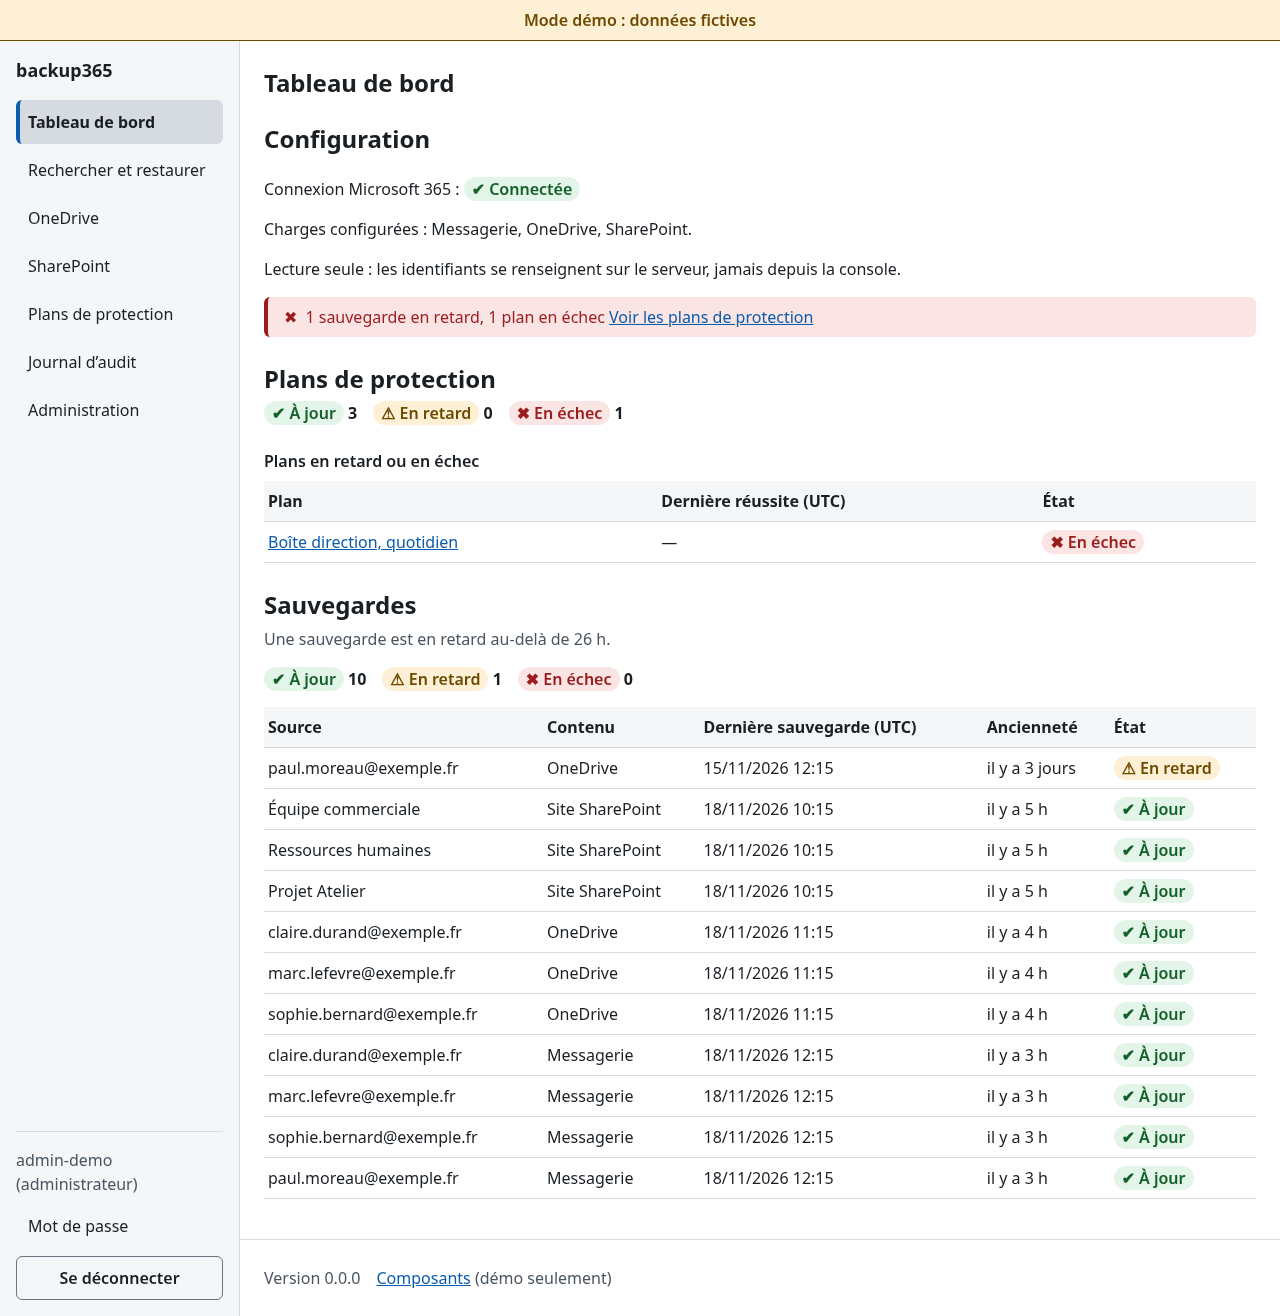 Mode démo : données fictives
backup365
Tableau de bord
Rechercher et restaurer
OneDrive
SharePoint
Plans de protection
Journal d’audit
Administration
admin-demo
(administrateur)
Mot de passe
Se déconnecter
Tableau de bord
Configuration
Connexion Microsoft 365 : ✔ Connectée
Charges configurées : Messagerie, OneDrive, SharePoint.
Lecture seule : les identifiants se renseignent sur le serveur, jamais depuis la console.
✖ 1 sauvegarde en retard, 1 plan en échec Voir les plans de protection
Plans de protection
✔ À jour 3 ⚠ En retard 0 ✖ En échec 1
Plans en retard ou en échec
Plan Dernière réussite (UTC) État
Boîte direction, quotidien — ✖ En échec
Sauvegardes
Une sauvegarde est en retard au-delà de 26 h.
✔ À jour 10 ⚠ En retard 1 ✖ En échec 0
Source Contenu Dernière sauvegarde (UTC) Ancienneté État
paul.moreau@exemple.fr OneDrive 15/11/2026 12:15 il y a 3 jours ⚠ En retard
Équipe commerciale Site SharePoint 18/11/2026 10:15 il y a 5 h ✔ À jour
Ressources humaines Site SharePoint 18/11/2026 10:15 il y a 5 h ✔ À jour
Projet Atelier Site SharePoint 18/11/2026 10:15 il y a 5 h ✔ À jour
claire.durand@exemple.fr OneDrive 18/11/2026 11:15 il y a 4 h ✔ À jour
marc.lefevre@exemple.fr OneDrive 18/11/2026 11:15 il y a 4 h ✔ À jour
sophie.bernard@exemple.fr OneDrive 18/11/2026 11:15 il y a 4 h ✔ À jour
claire.durand@exemple.fr Messagerie 18/11/2026 12:15 il y a 3 h ✔ À jour
marc.lefevre@exemple.fr Messagerie 18/11/2026 12:15 il y a 3 h ✔ À jour
sophie.bernard@exemple.fr Messagerie 18/11/2026 12:15 il y a 3 h ✔ À jour
paul.moreau@exemple.fr Messagerie 18/11/2026 12:15 il y a 3 h ✔ À jour
Version 0.0.0 Composants (démo seulement)